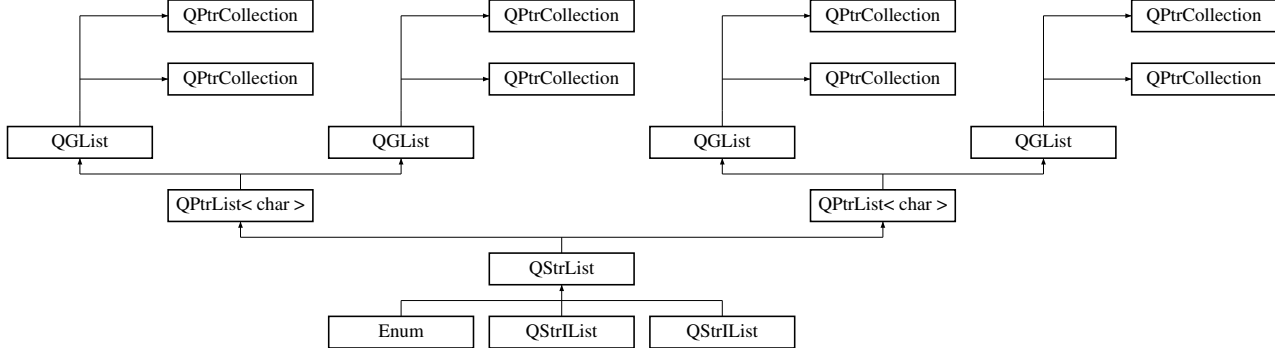 QPtrCollection QPtrCollection QPtrCollection QPtrCollection
QPtrCollection QPtrCollection QPtrCollection QPtrCollection
QGList QGList QGList QGList
QPtrList< char > QPtrList< char >
QStrList
Enum QStrIList QStrIList